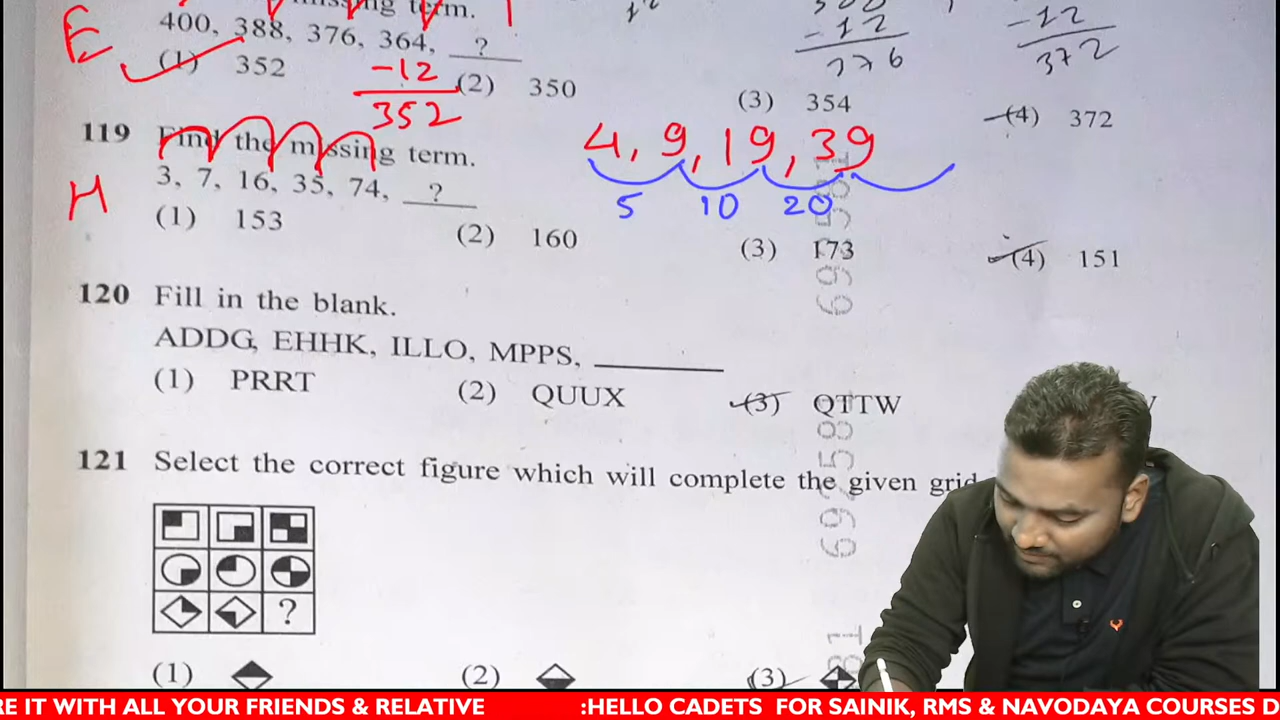 missing term.
400, 388, 376, 364, ?
(1) 352
(2) 350
(3) 354
(4) 372
E
-12
352
-12
376
-12
372
119 Find the missing term.
3, 7, 16, 35, 74, ?
(1) 153
(2) 160
(3) 173
(4) 151
M
4, 9, 19, 39
5 10 20
120 Fill in the blank.
ADDG, EHHK, ILLO, MPPS,
(1) PRRT
(2) QUUX
(3) QTTW
121 Select the correct figure which will complete the given grid
?
(1)
(2)
(3)
RE IT WITH ALL YOUR FRIENDS & RELATIVE :HELLO CADETS FOR SAINIK, RMS & NAVODAYA COURSES D